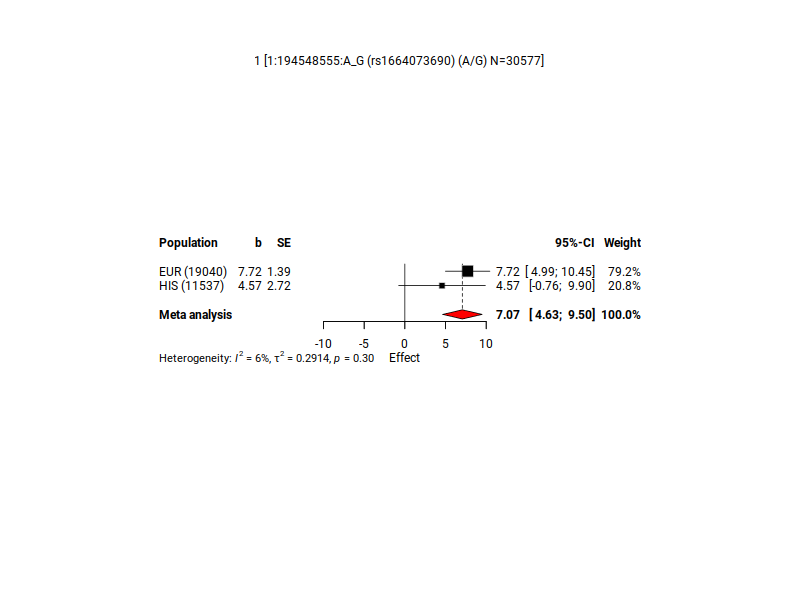 1 [1:194548555:A_G (rs1664073690) (A/G) N=30577]
Population b SE 95%-CI Weight
EUR (19040) 7.72 1.39 7.72 [ 4.99; 10.45] 79.2%
HIS (11537) 4.57 2.72 4.57 [-0.76; 9.90] 20.8%
Meta analysis 7.07 [ 4.63; 9.50] 100.0%
-10 -5 0 5 10
Heterogeneity: I² = 6%, τ² = 0.2914, p = 0.30 Effect